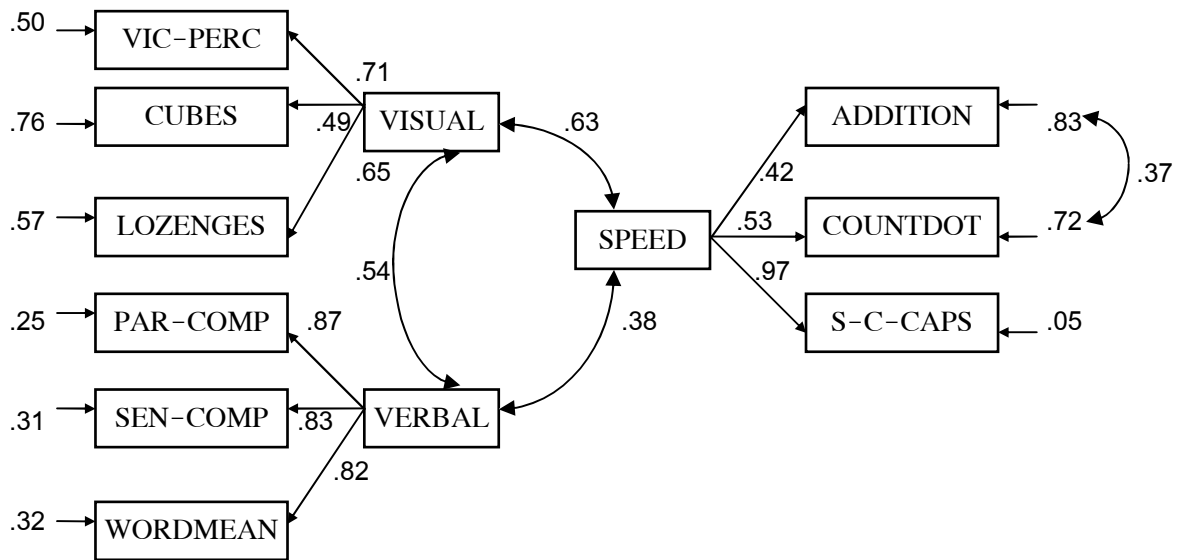 .50
VIC-PERC
.71
.76
CUBES
.49
VISUAL
.65
.63
ADDITION
.83
.42
.37
.57
LOZENGES
SPEED
.53
COUNTDOT
.72
.54
.97
.25
PAR-COMP
.87
.38
S-C-CAPS
.05
.31
SEN-COMP
.83
VERBAL
.82
.32
WORDMEAN